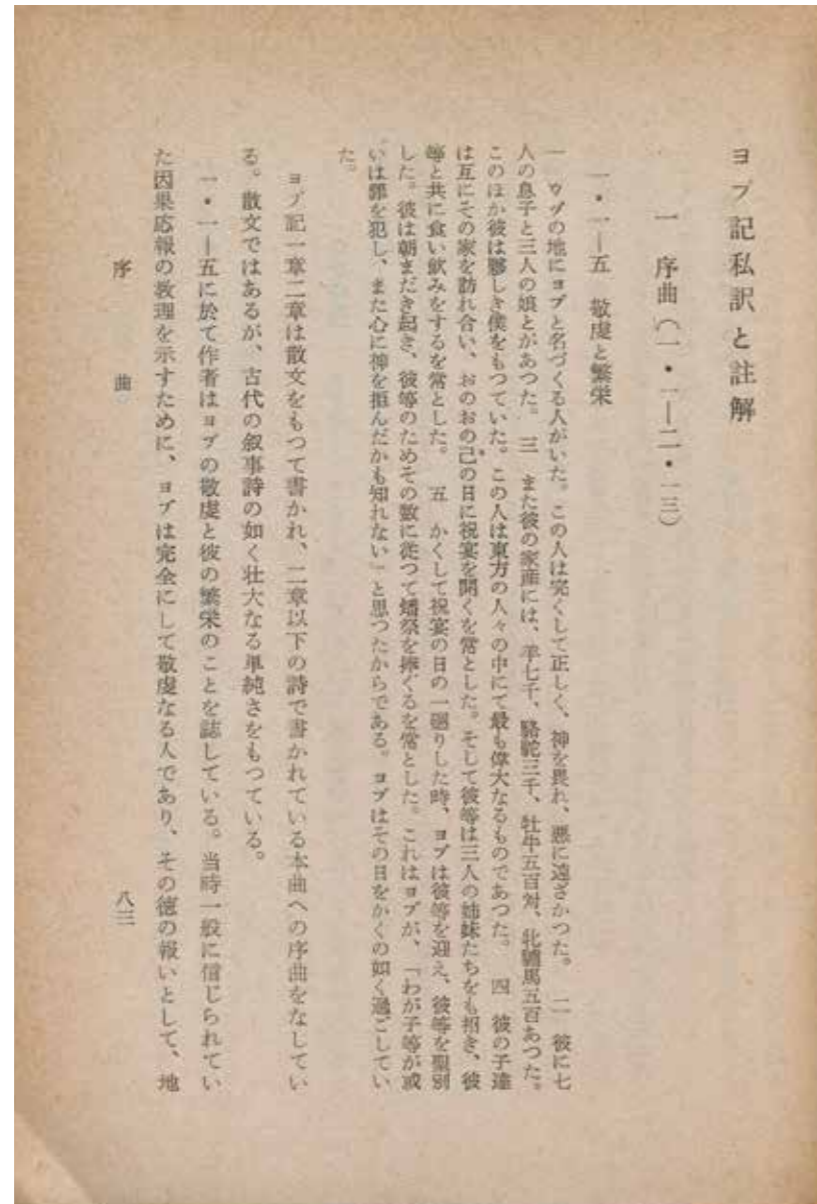 ヨブ記私訳と註解
一 序曲(一・一—二・一三)
一・一—五 敬虔と繁栄
一 ウヅの地にヨブと名づくる人がいた。この人は完くして正しく、神を畏れ、悪に遠ざかつた。 二 彼に七
人の息子と三人の娘とがあつた。 三 また彼の家産には、羊七千、駱駝三千、牡牛五百対、牝驢馬五百あつた。
このほか彼は夥しき僕をもつていた。この人は東方の人々の中にて最も偉大なるものであつた。 四 彼の子達
は互にその家を訪れ合い、おのおの己の日に祝宴を開くを常とした。そして彼等は三人の姉妹たちをも招き、彼
等と共に食い飲みをするを常とした。 五 かくして祝宴の日の一廻りした時、ヨブは彼等を迎え、彼等を聖別
した。彼は朝まだき起き、彼等のためその数に従つて燔祭を捧ぐるを常とした。これはヨブが、「わが子等が或
いは罪を犯し、また心に神を拒んだかも知れない」と思つたからである。ヨブはその日をかくの如く過ごしてい
た。
ヨブ記一章二章は散文をもつて書かれ、二章以下の詩で書かれている本曲への序曲をなしてい
る。散文ではあるが、古代の叙事詩の如く壮大なる単純さをもつている。
一・一—五に於て作者はヨブの敬虔と彼の繁栄のことを誌している。当時一般に信じられてい
た因果応報の教理を示すために、ヨブは完全にして敬虔なる人であり、その徳の報いとして、地
序 曲
八三